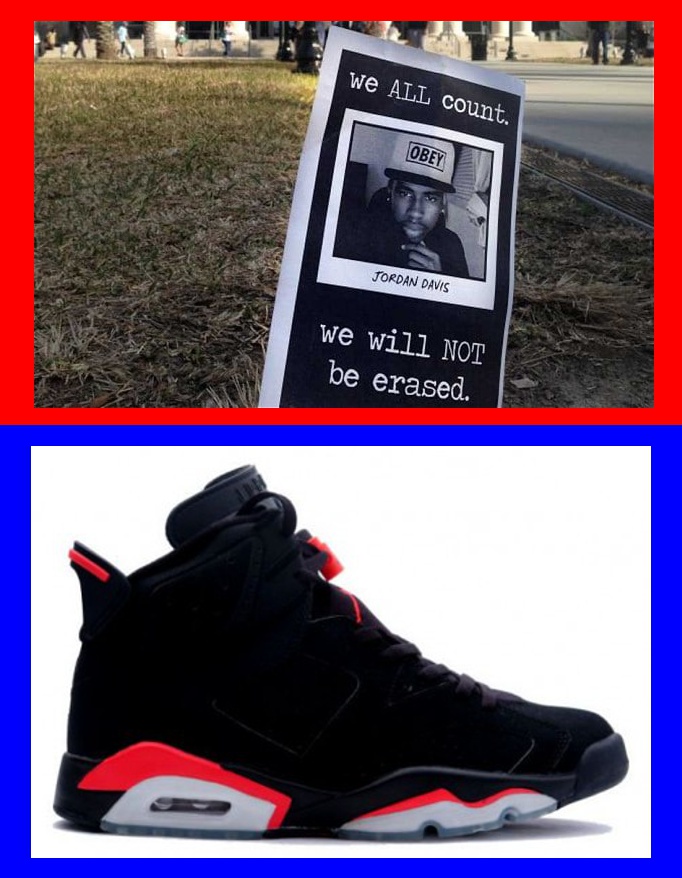 we ALL count.
OBEY
JORDAN DAVIS
we will NOT
be erased.